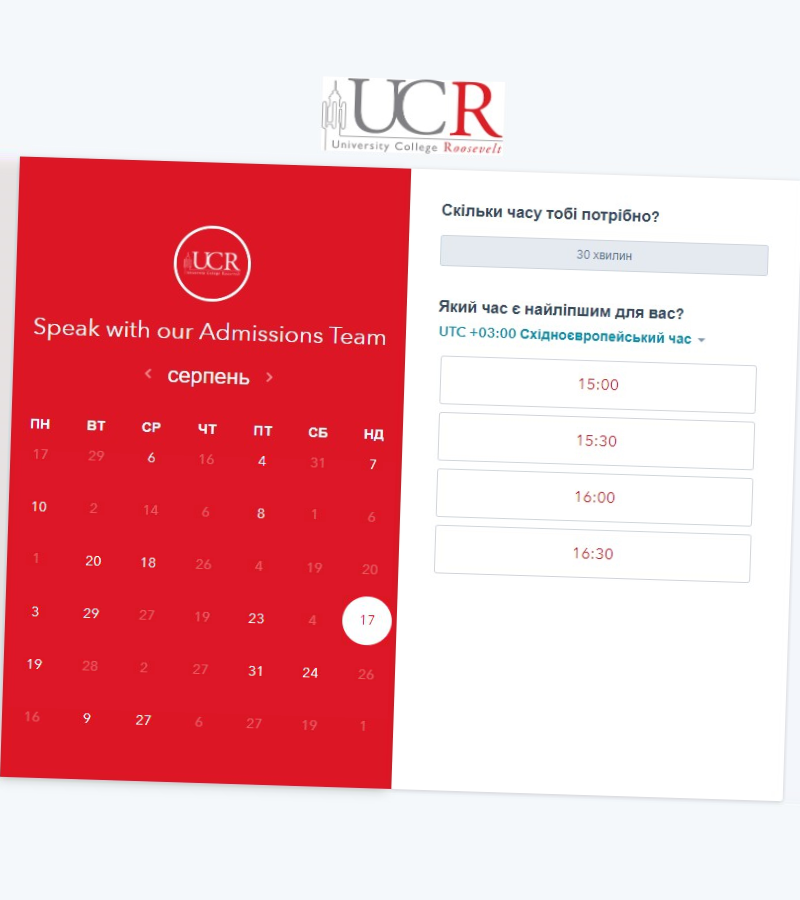 UCR
University College Roosevelt
UCR
Speak with our Admissions Team
серпень
ПН ВТ СР ЧТ ПТ СБ НД
17 29 6 16 4 31 7
10 2 14 6 8 1 6
1 20 18 26 4 19 20
3 29 27 19 23 4 17
19 28 2 27 31 24 26
16 9 27 6 27 19 1
Скільки часу тобі потрібно?
30 хвилин
Який час є найліпшим для вас?
UTC +03:00 Східноєвропейський час
15:00
15:30
16:00
16:30